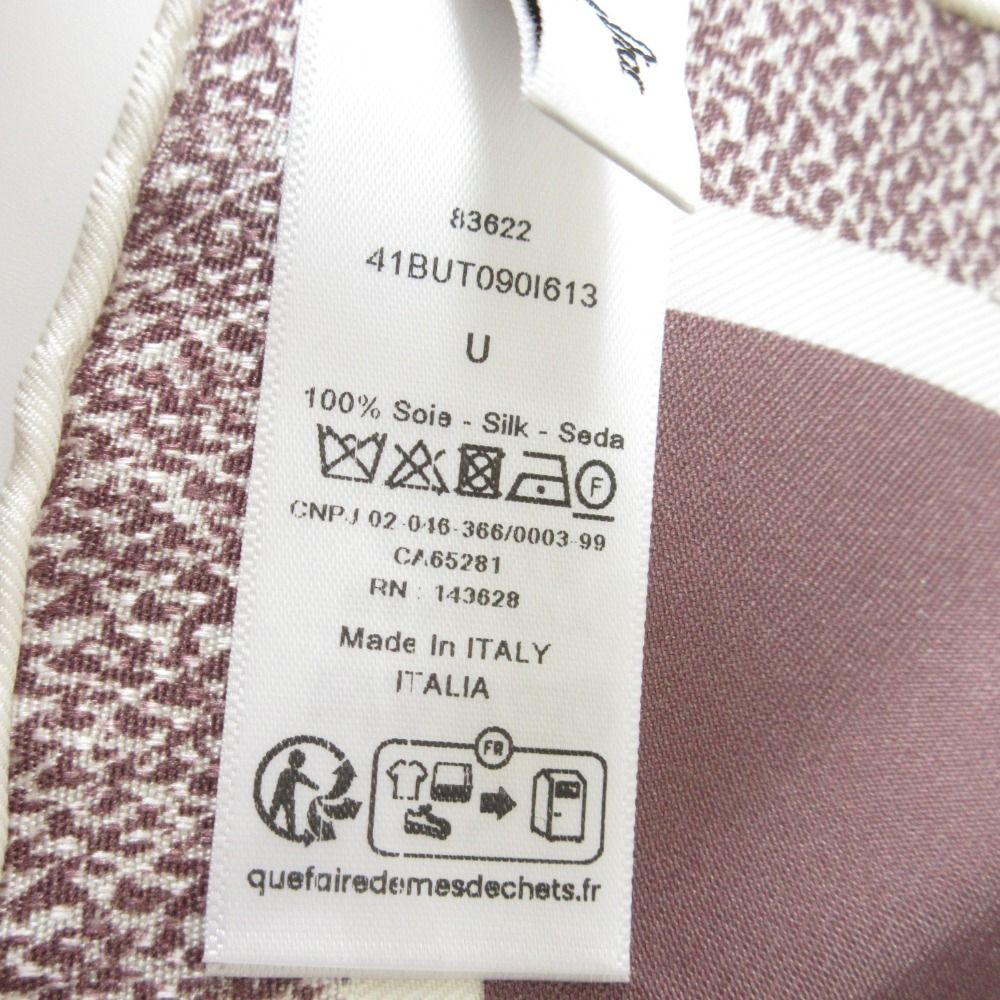 83622
41BUT090I613
U
100% Soie - Silk - Seda
F
CNPJ 02-046-366/0003-99
CA65281
RN : 143628
Made In ITALY
ITALIA
FR
quefairedemesdechets.fr